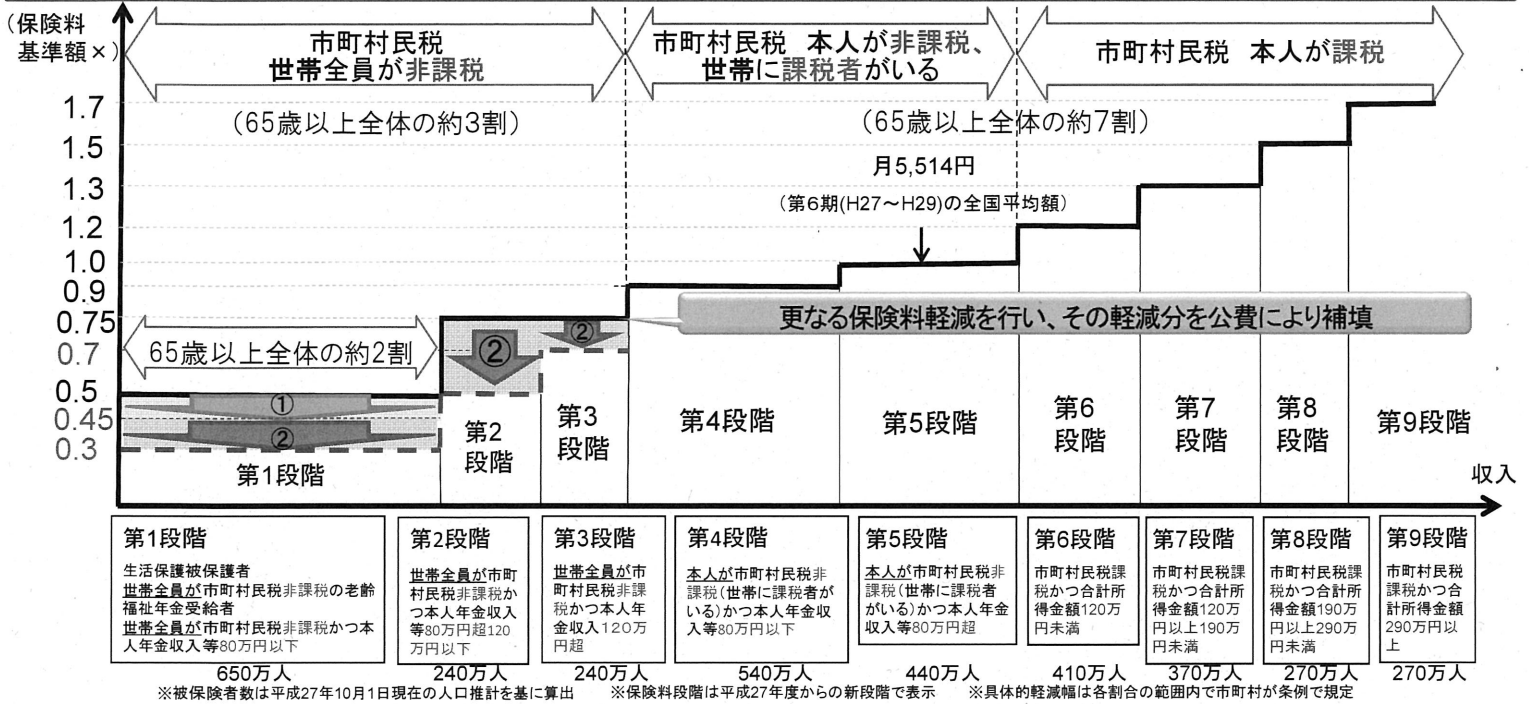 （保険料
基準額×）
市町村民税
世帯全員が非課税
市町村民税 本人が非課税、
世帯に課税者がいる
市町村民税 本人が課税
（65歳以上全体の約3割）
（65歳以上全体の約7割）
1.7
1.5
1.3
1.2
1.0
0.9
0.75
0.7
0.5
0.45
0.3
月5,514円
（第6期(H27～H29)の全国平均額）
更なる保険料軽減を行い、その軽減分を公費により補填
65歳以上全体の約2割
①
②
②
②
第1段階
第2
段階
第3
段階
第4段階
第5段階
第6
段階
第7
段階
第8
段階
第9段階
収入
第1段階
生活保護被保護者
世帯全員が市町村民税非課税の老齢
福祉年金受給者
世帯全員が市町村民税非課税かつ本
人年金収入等80万円以下
650万人
第2段階
世帯全員が市町
村民税非課税か
つ本人年金収入
等80万円超120
万円以下
240万人
第3段階
世帯全員が市
町村民税非課
税かつ本人年
金収入120万
円超
240万人
第4段階
本人が市町村民税非
課税（世帯に課税者が
いる）かつ本人年金収
入等80万円以下
540万人
第5段階
本人が市町村民税非
課税（世帯に課税者
がいる）かつ本人年金
収入等80万円超
440万人
第6段階
市町村民税課
税かつ合計所
得金額120万
円未満
410万人
第7段階
市町村民税課
税かつ合計所
得金額120万
円以上190万
円未満
370万人
第8段階
市町村民税課
税かつ合計所
得金額190万
円以上290万
円未満
270万人
第9段階
市町村民税
課税かつ合
計所得金額
290万円以
上
270万人
※被保険者数は平成27年10月1日現在の人口推計を基に算出 ※保険料段階は平成27年度からの新段階で表示 ※具体的軽減幅は各割合の範囲内で市町村が条例で規定